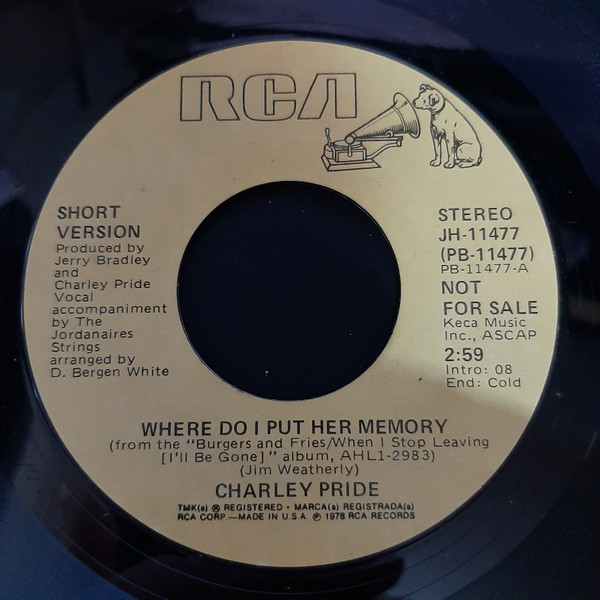 RCA
SHORT
VERSION
Produced by
Jerry Bradley
and
Charley Pride
Vocal
accompaniment
by The
Jordanaires
Strings
arranged by
D. Bergen White
STEREO
JH-11477
(PB-11477)
PB-11477-A
NOT
FOR SALE
Keca Music
Inc., ASCAP
2:59
Intro: 08
End: Cold
WHERE DO I PUT HER MEMORY
(from the "Burgers and Fries/When I Stop Leaving
[I'll Be Gone]" album, AHL1-2983)
(Jim Weatherly)
CHARLEY PRIDE
TMK(s) ® REGISTERED • MARCA(s) REGISTRADA(s)
RCA CORP—MADE IN U.S.A ℗ 1978 RCA RECORDS